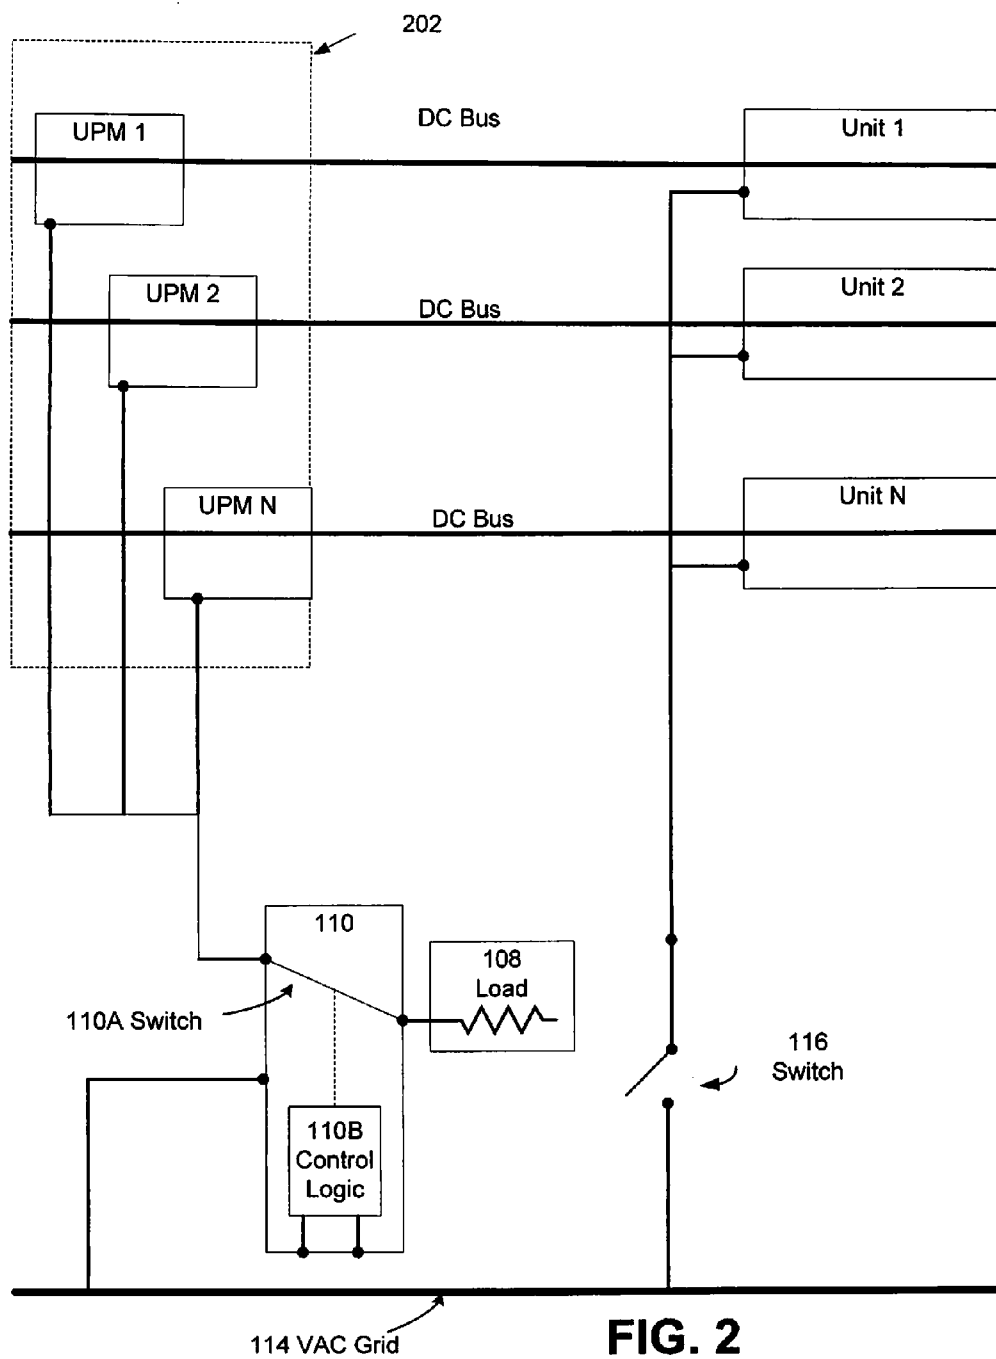 202
UPM 1
DC Bus
Unit 1
UPM 2
DC Bus
Unit 2
UPM N
DC Bus
Unit N
110
108
Load
110A Switch
116
Switch
110B
Control
Logic
114 VAC Grid
FIG. 2